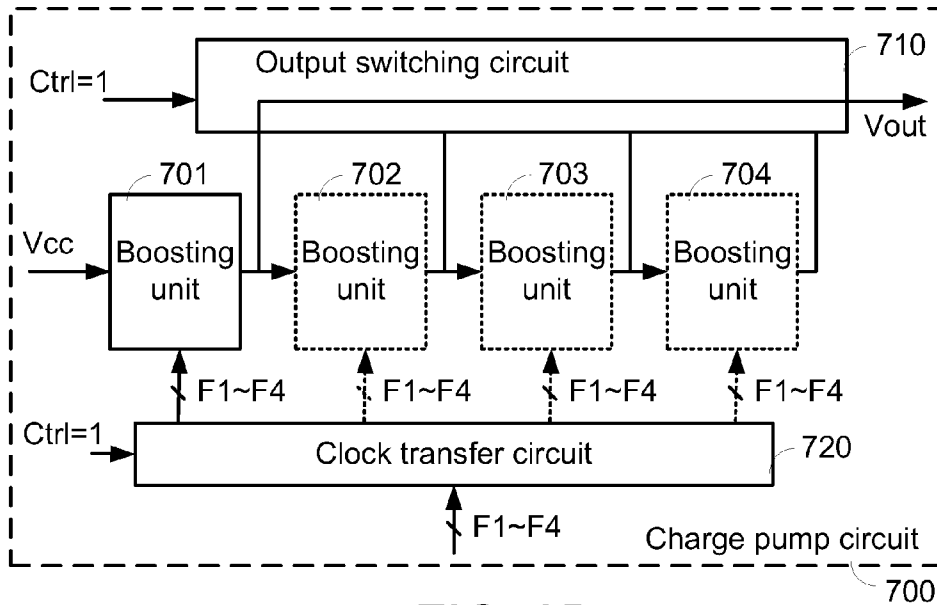 710
Output switching circuit
Ctrl=1
Vout
701
702
703
704
Vcc
Boosting unit
Boosting unit
Boosting unit
Boosting unit
F1~F4
F1~F4
F1~F4
F1~F4
Ctrl=1
Clock transfer circuit
720
F1~F4
Charge pump circuit
700